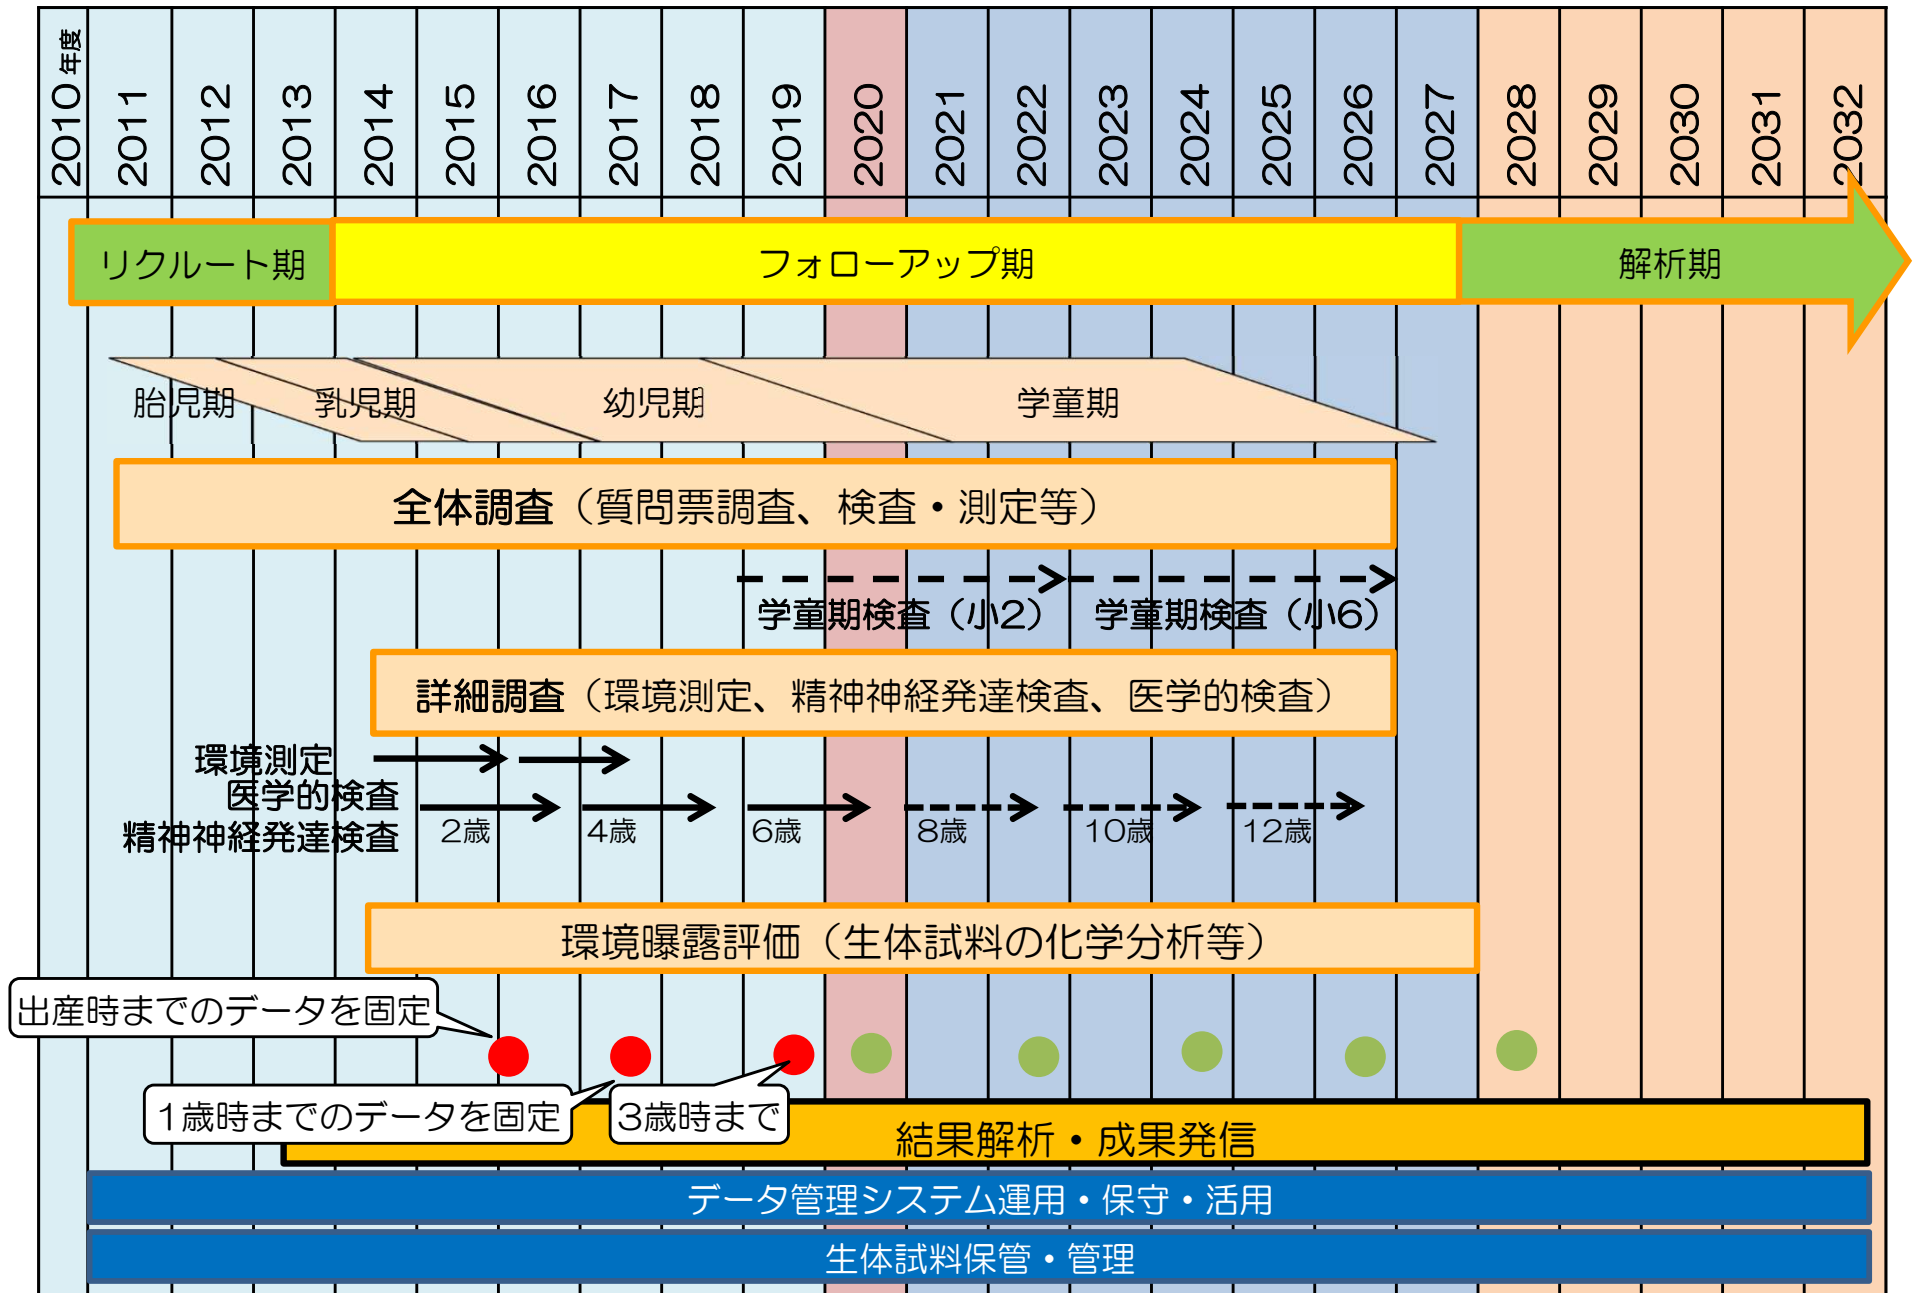 2010 年度
2011
2012
2013
2014
2015
2016
2017
2018
2019
2020
2021
2022
2023
2024
2025
2026
2027
2028
2029
2030
2031
2032
リクルート期
フォローアップ期
解析期
胎児期
乳児期
幼児期
学童期
全体調査（質問票調査、検査・測定等）
学童期検査（小2）
学童期検査（小6）
詳細調査（環境測定、精神神経発達検査、医学的検査）
環境測定
医学的検査
精神神経発達検査
2歳
4歳
6歳
8歳
10歳
12歳
環境曝露評価（生体試料の化学分析等）
出産時までのデータを固定
1歳時までのデータを固定
3歳時まで
結果解析・成果発信
データ管理システム運用・保守・活用
生体試料保管・管理